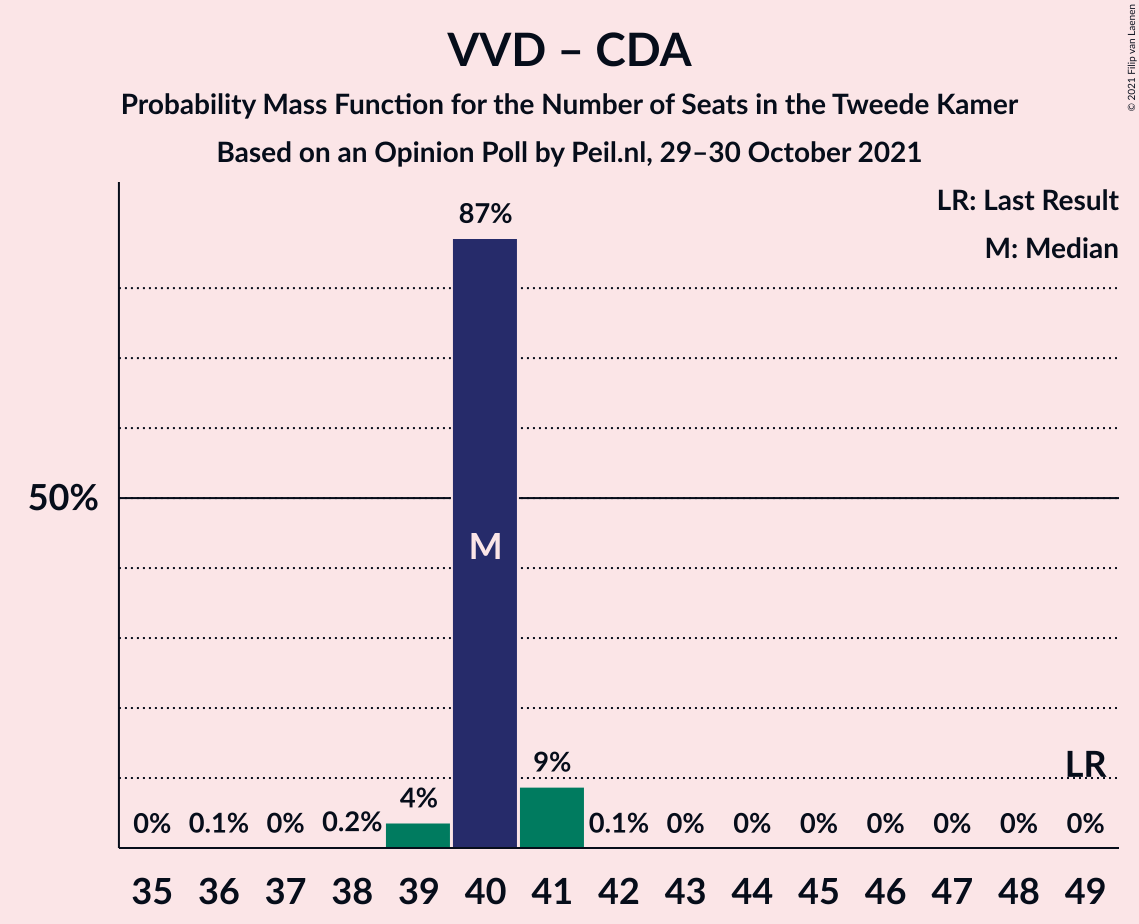 VVD – CDA
Probability Mass Function for the Number of Seats in the Tweede Kamer
Based on an Opinion Poll by Peil.nl, 29–30 October 2021
© 2021 Filip van Laenen
LR: Last Result
M: Median
87%
50%
M
LR
9%
4%
0% 0.1% 0% 0.2% 0.1% 0% 0% 0% 0% 0% 0% 0%
35 36 37 38 39 40 41 42 43 44 45 46 47 48 49